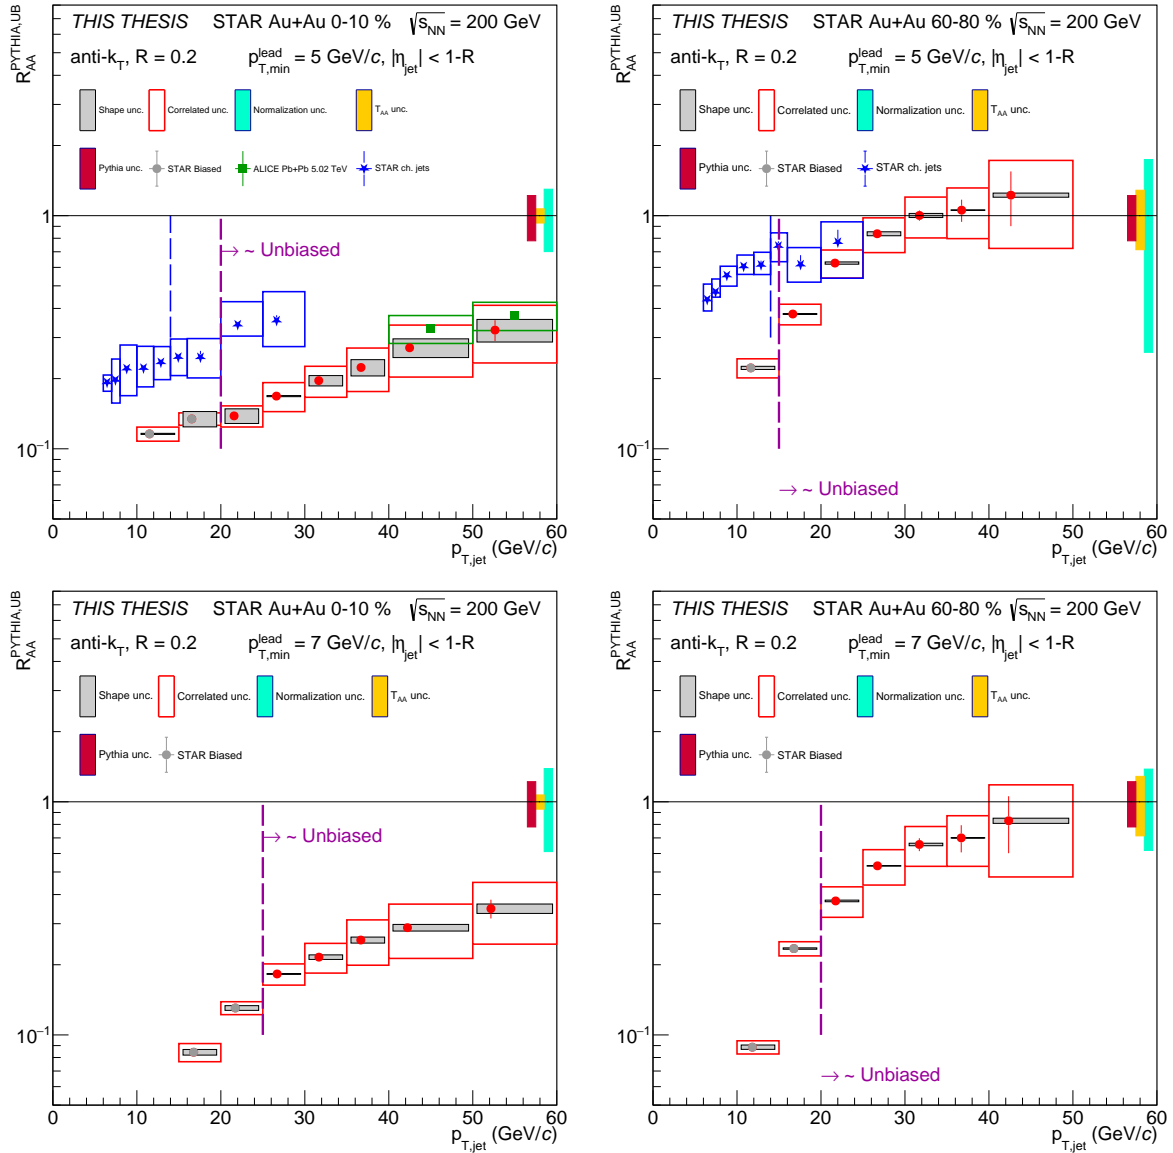 THIS THESIS STAR Au+Au 0-10 % √sNN = 200 GeV
anti-kT, R = 0.2 p lead T,min = 5 GeV/c, |ηjet| < 1-R
Shape unc. Correlated unc. Normalization unc. TAA unc.
Pythia unc. STAR Biased ALICE Pb+Pb 5.02 TeV STAR ch. jets
→ ~ Unbiased
R AA PYTHIA,UB
1
10−1
0 10 20 30 40 50 60
pT,jet (GeV/c)
THIS THESIS STAR Au+Au 60-80 % √sNN = 200 GeV
anti-kT, R = 0.2 p lead T,min = 5 GeV/c, |ηjet| < 1-R
Shape unc. Correlated unc. Normalization unc. TAA unc.
Pythia unc. STAR Biased STAR ch. jets
→ ~ Unbiased
R AA PYTHIA,UB
1
10−1
0 10 20 30 40 50 60
pT,jet (GeV/c)
THIS THESIS STAR Au+Au 0-10 % √sNN = 200 GeV
anti-kT, R = 0.2 p lead T,min = 7 GeV/c, |ηjet| < 1-R
Shape unc. Correlated unc. Normalization unc. TAA unc.
Pythia unc. STAR Biased
→ ~ Unbiased
R AA PYTHIA,UB
1
10−1
0 10 20 30 40 50 60
pT,jet (GeV/c)
THIS THESIS STAR Au+Au 60-80 % √sNN = 200 GeV
anti-kT, R = 0.2 p lead T,min = 7 GeV/c, |ηjet| < 1-R
Shape unc. Correlated unc. Normalization unc. TAA unc.
Pythia unc. STAR Biased
→ ~ Unbiased
R AA PYTHIA,UB
1
10−1
0 10 20 30 40 50 60
pT,jet (GeV/c)